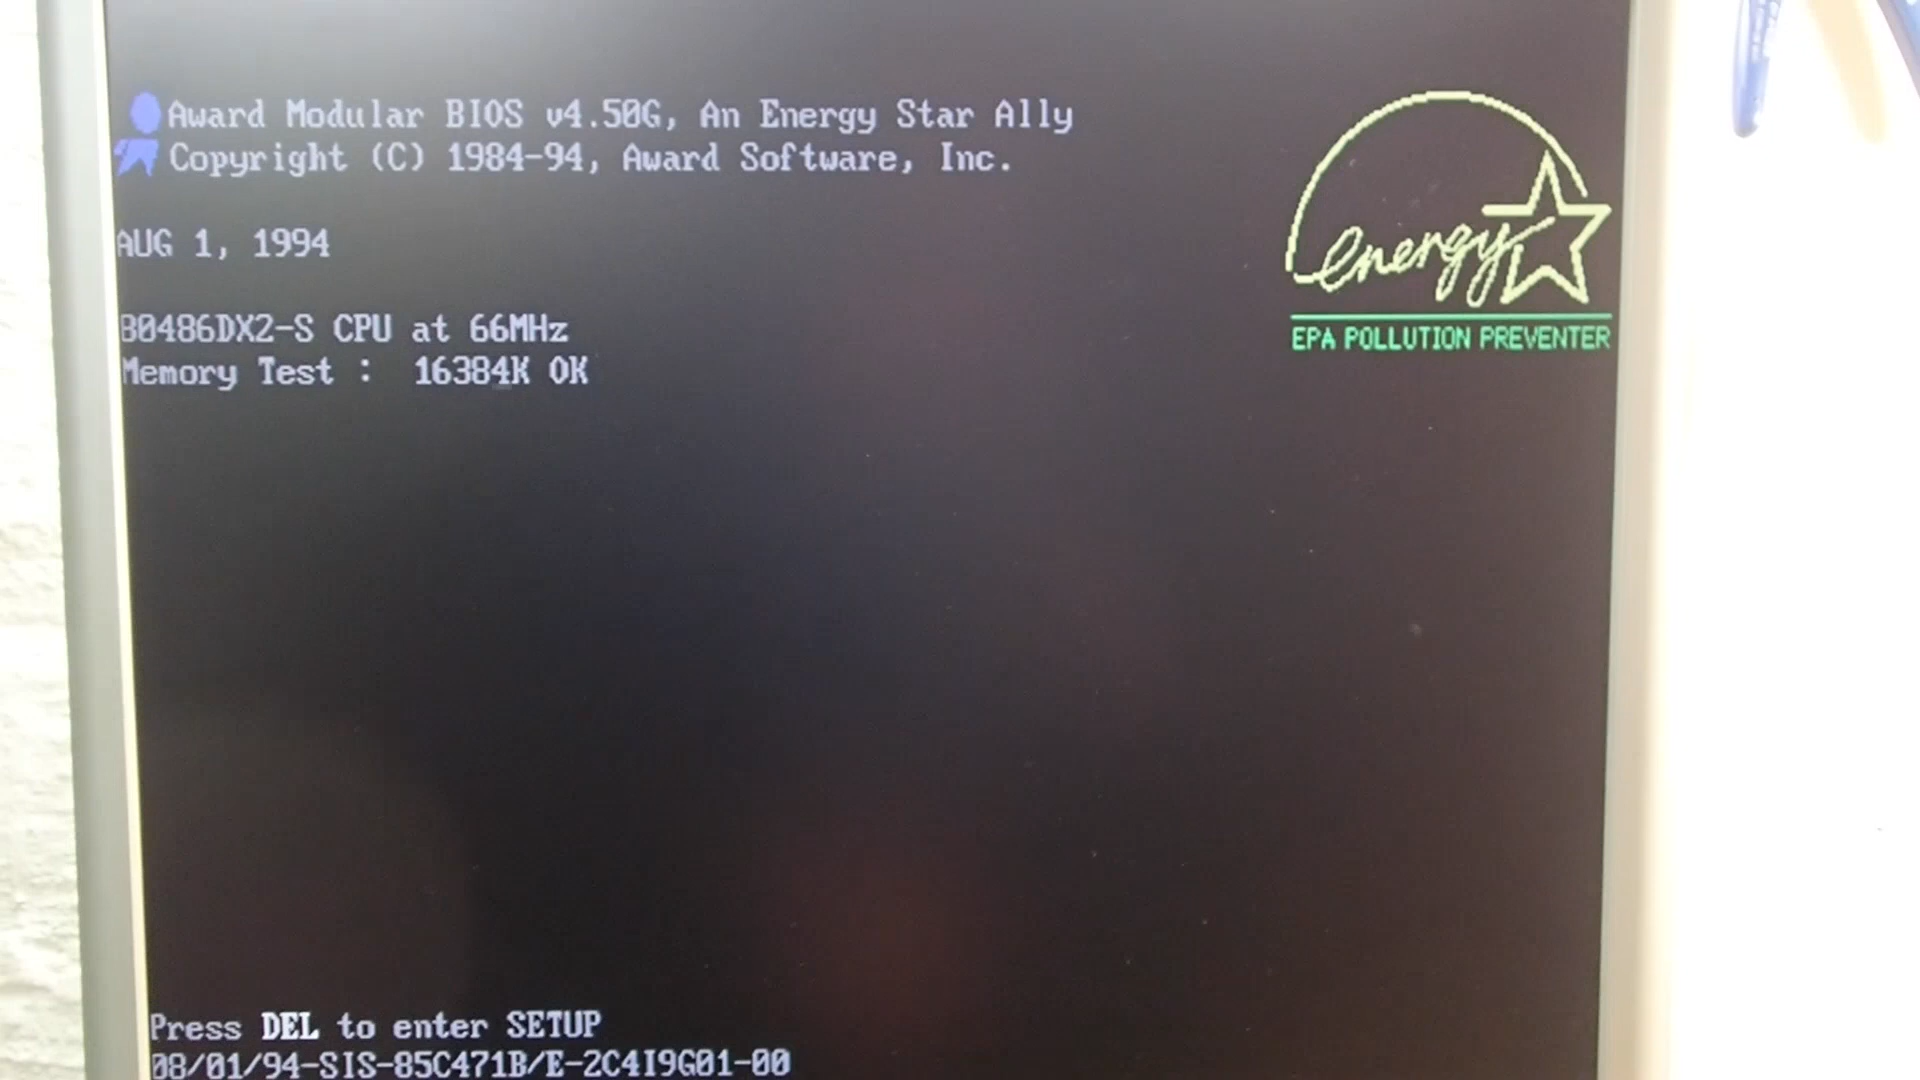 Award Modular BIOS v4.50G, An Energy Star Ally
Copyright (C) 1984-94, Award Software, Inc.
energy
EPA POLLUTION PREVENTER
AUG 1, 1994
80486DX2-S CPU at 66MHz
Memory Test :  16384K OK
Press DEL to enter SETUP
08/01/94-SIS-85C471B/E-2C4I9G01-00